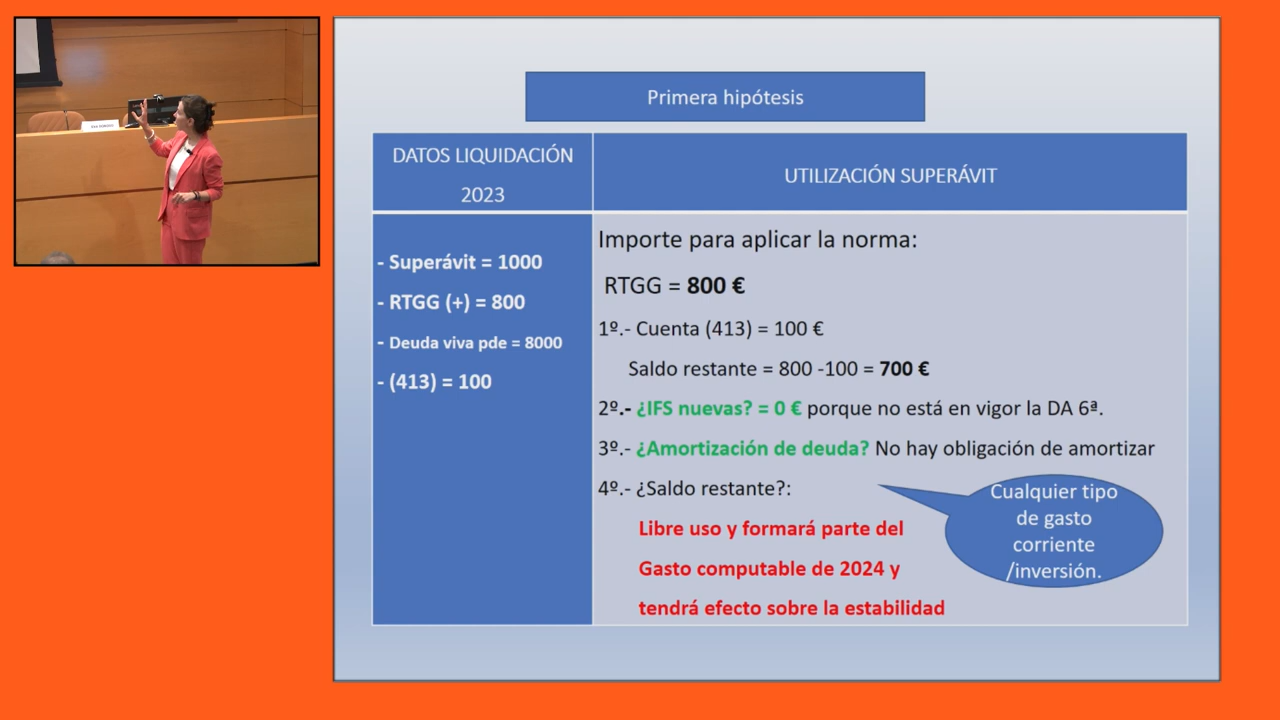 Primera hipótesis
DATOS LIQUIDACIÓN
2023
UTILIZACIÓN SUPERÁVIT
- Superávit = 1000
- RTGG (+) = 800
- Deuda viva pde = 8000
- (413) = 100
Importe para aplicar la norma:
RTGG = 800 €
1º.- Cuenta (413) = 100 €
Saldo restante = 800 -100 = 700 €
2º.- ¿IFS nuevas? = 0 € porque no está en vigor la DA 6ª.
3º.- ¿Amortización de deuda? No hay obligación de amortizar
4º.- ¿Saldo restante?:
Libre uso y formará parte del
Gasto computable de 2024 y
tendrá efecto sobre la estabilidad
Cualquier tipo
de gasto
corriente
/inversión.